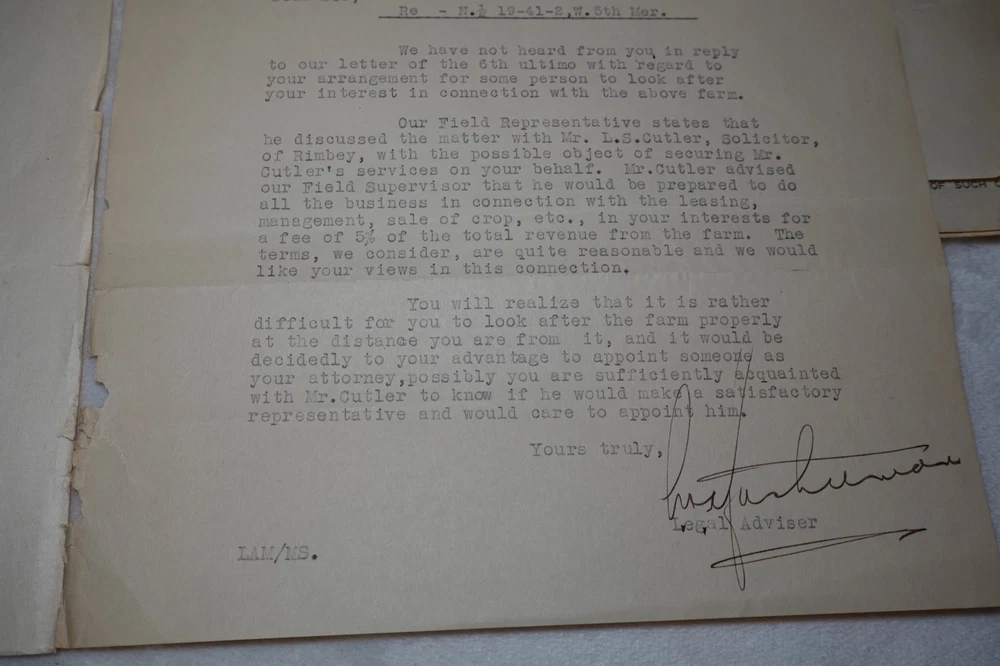 Re - N.½ 19-41-2,W.5th Mer.
We have not heard from you in reply
to our letter of the 6th ultimo with regard to
your arrangement for some person to look after
your interest in connection with the above farm.
Our Field Representative states that
he discussed the matter with Mr. L.S.Cutler, Solicitor,
of Rimbey, with the possible object of securing Mr.
Cutler's services on your behalf. Mr.Cutler advised
our Field Supervisor that he would be prepared to do
all the business in connection with the leasing,
management, sale of crop, etc., in your interests for
a fee of 5% of the total revenue from the farm. The
terms, we consider, are quite reasonable and we would
like your views in this connection.
You will realize that it is rather
difficult for you to look after the farm properly
at the distance you are from it, and it would be
decidedly to your advantage to appoint someone as
your attorney,possibly you are sufficiently acquainted
with Mr.Cutler to know if he would make a satisfactory
representative and would care to appoint him.
Yours truly,
Legal Adviser
LAM/MS.
OF SUCH